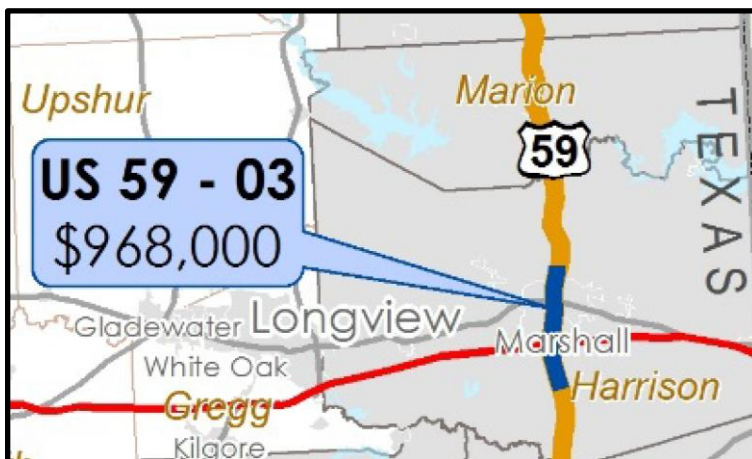 Upshur
Marion
59
TEXAS
US 59 - 03
$968,000
Gladewater
Longview
Marshall
White Oak
Harrison
Gregg
Kilgore